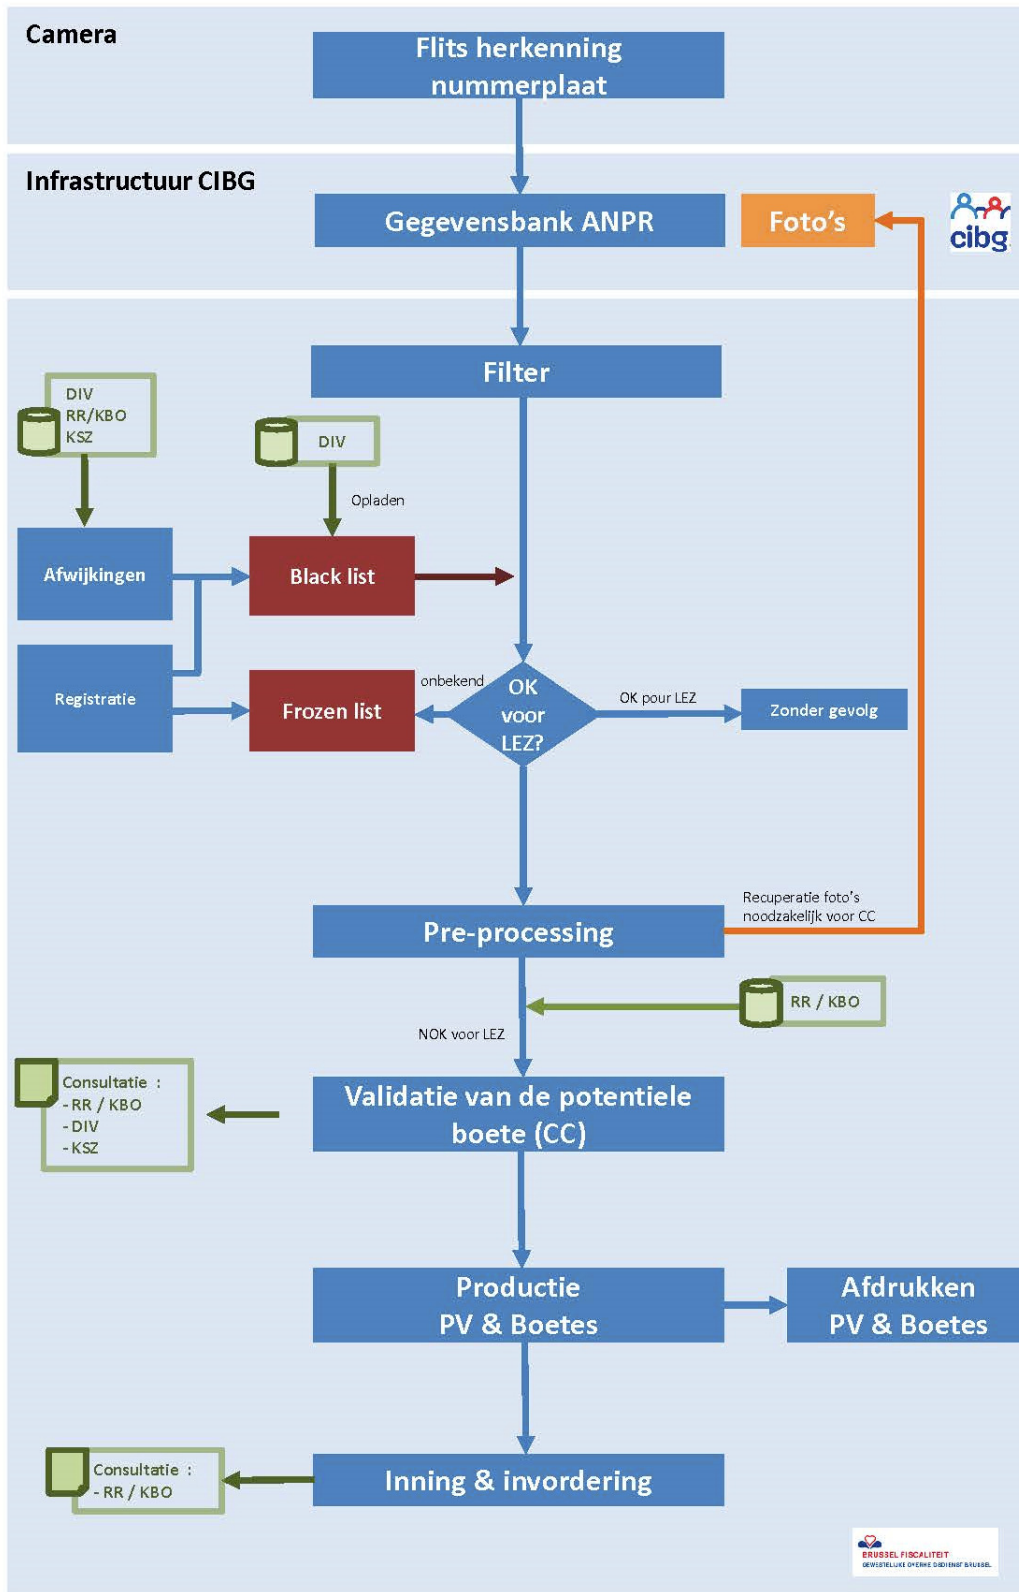 Camera
Flits herkenning
nummerplaat
Infrastructuur CIBG
Gegevensbank ANPR
Foto's
cibg
Filter
DIV
RR/KBO
KSZ
DIV
Opladen
Afwijkingen
Black list
Registratie
Frozen list
onbekend
OK
voor
LEZ?
OK pour LEZ
Zonder gevolg
Recuperatie foto's
noodzakelijk voor CC
Pre-processing
RR / KBO
NOK voor LEZ
Consultatie :
- RR / KBO
- DIV
- KSZ
Validatie van de potentiele
boete (CC)
Productie
PV & Boetes
Afdrukken
PV & Boetes
Consultatie :
- RR / KBO
Inning & invordering
BRUSSEL FISCALITEIT
GEWESTELIJKE OVERHEIDSDIENST BRUSSEL